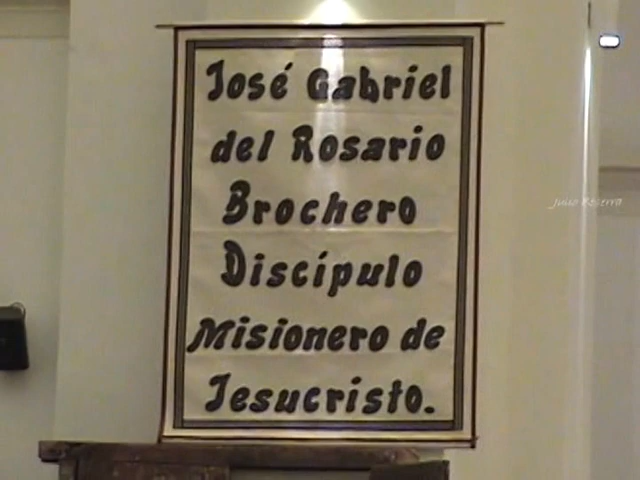 José Gabriel
del Rosario
Brochero
Discípulo
Misionero de
Jesucristo.